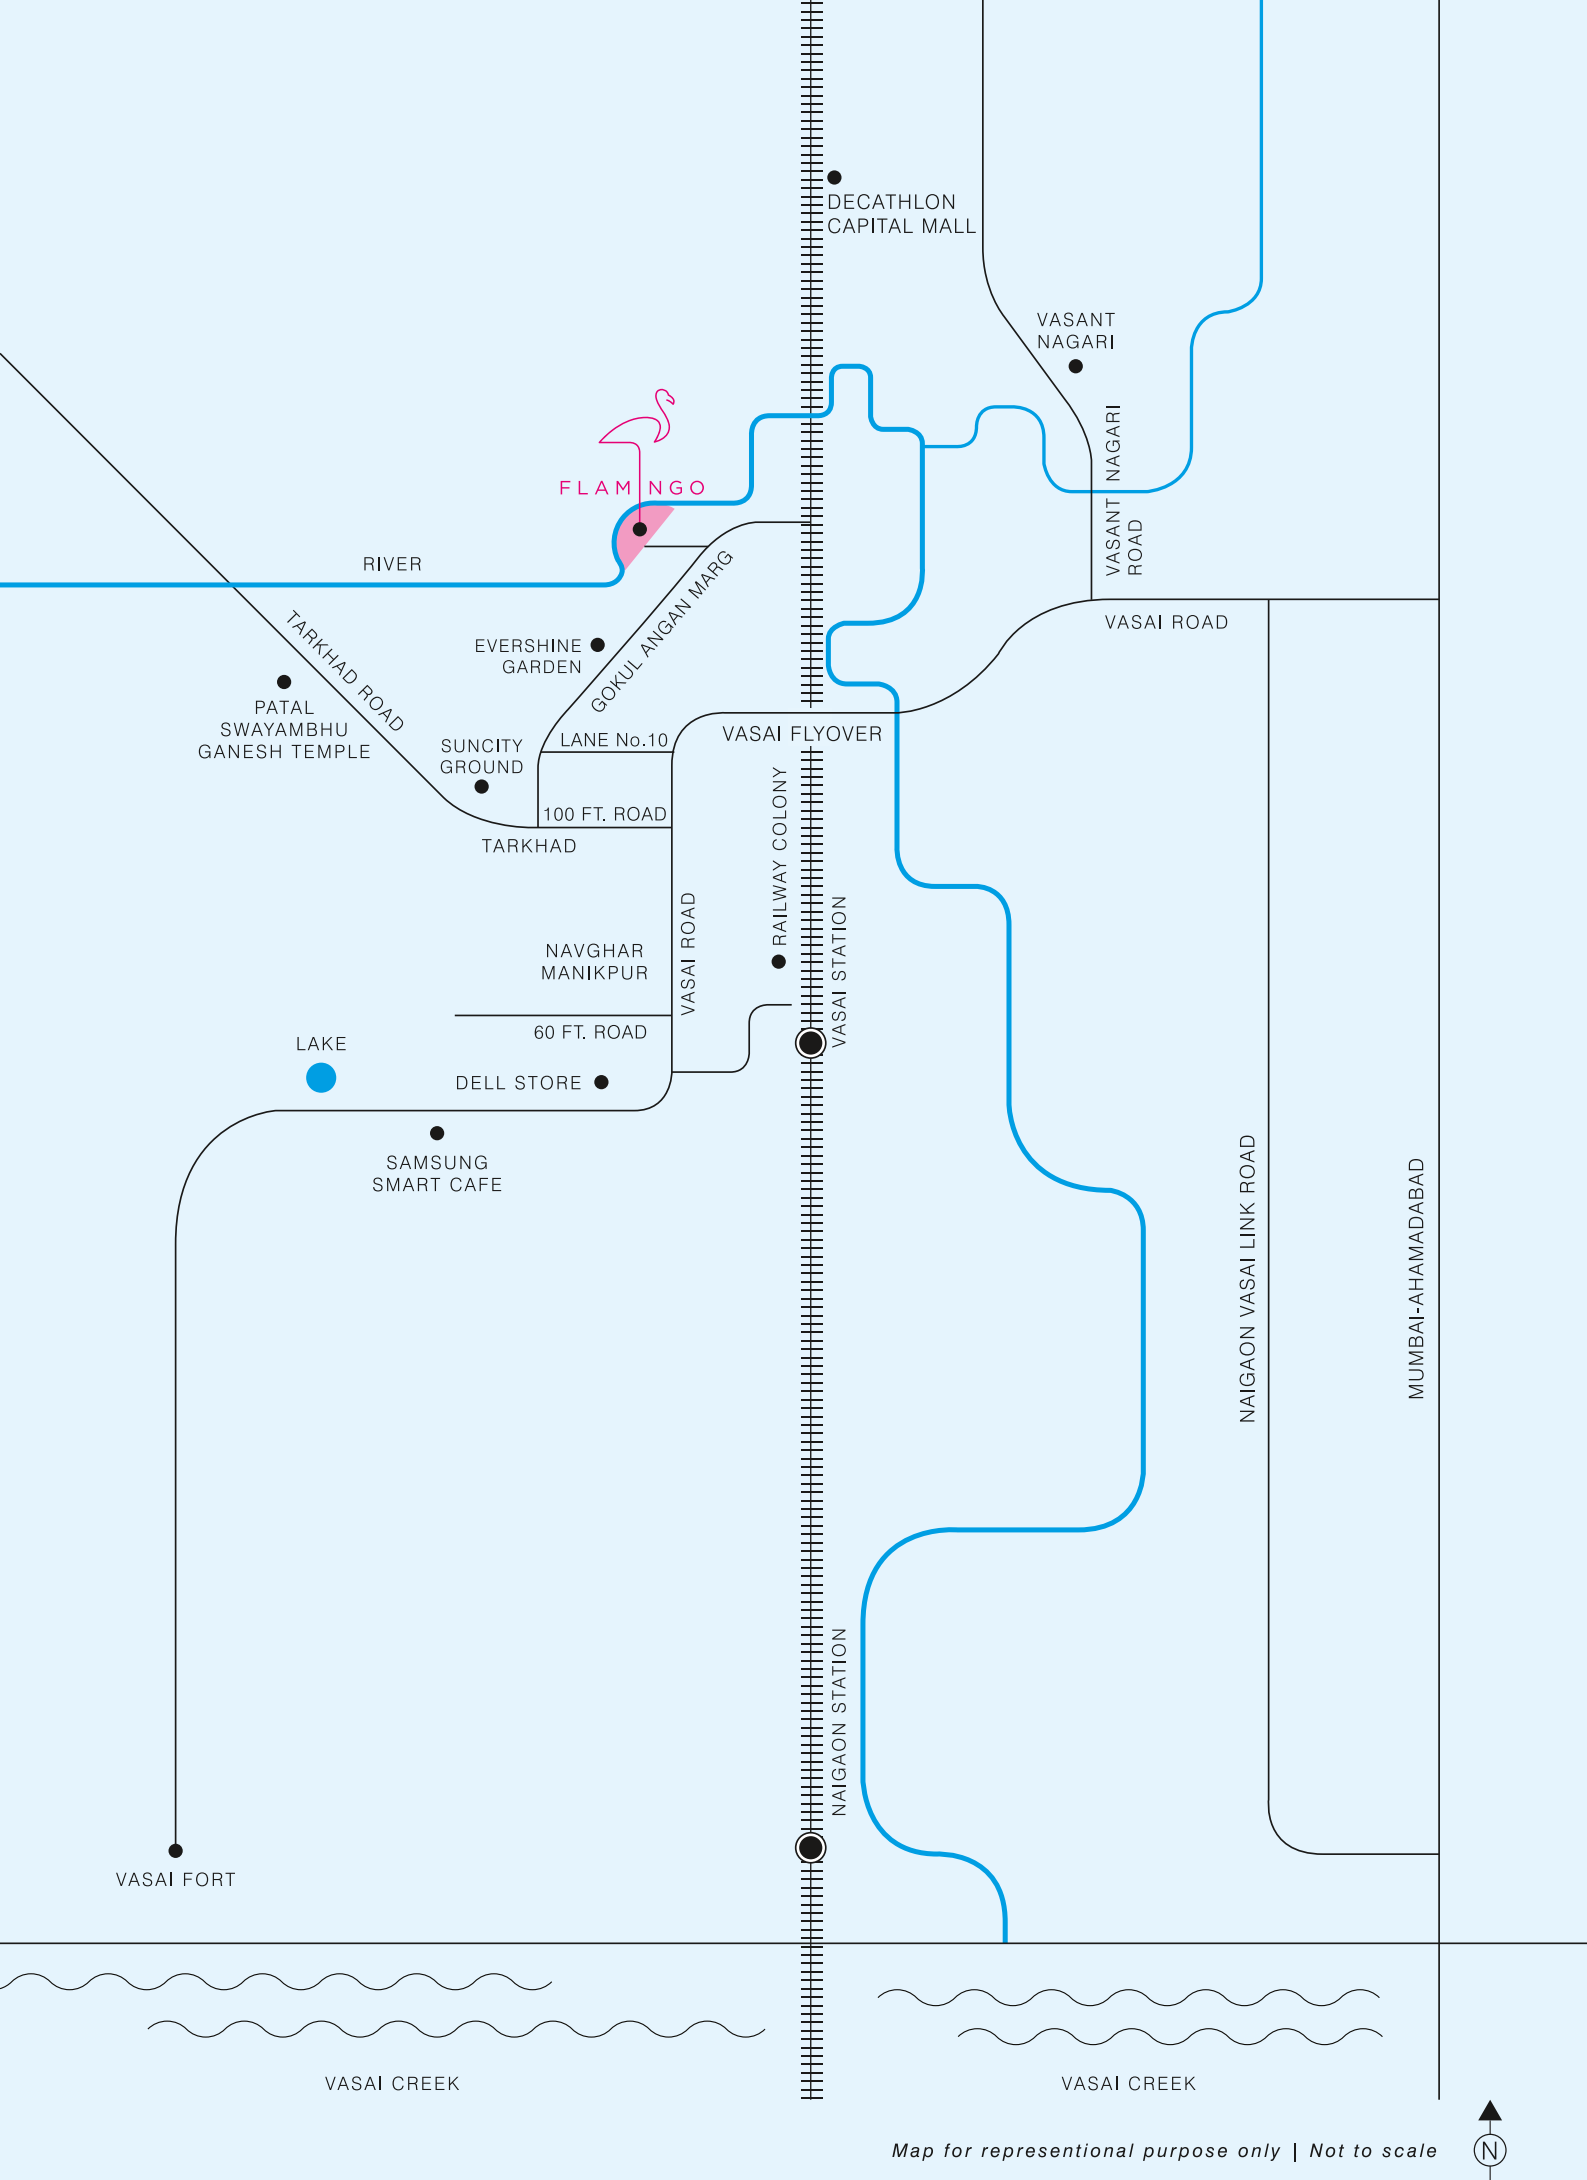 DECATHLON
CAPITAL MALL
VASANT
NAGARI
VASANT NAGARI
ROAD
FLAMINGO
RIVER
GOKUL ANGAN MARG
TARKHAD ROAD
EVERSHINE
GARDEN
VASAI ROAD
PATAL
SWAYAMBHU
GANESH TEMPLE
SUNCITY
GROUND
LANE No.10
VASAI FLYOVER
100 FT. ROAD
TARKHAD
RAILWAY COLONY
VASAI STATION
VASAI ROAD
NAVGHAR
MANIKPUR
60 FT. ROAD
LAKE
DELL STORE
SAMSUNG
SMART CAFE
NAIGAON VASAI LINK ROAD
MUMBAI-AHAMADABAD
NAIGAON STATION
VASAI FORT
VASAI CREEK
VASAI CREEK
Map for representional purpose only | Not to scale
N